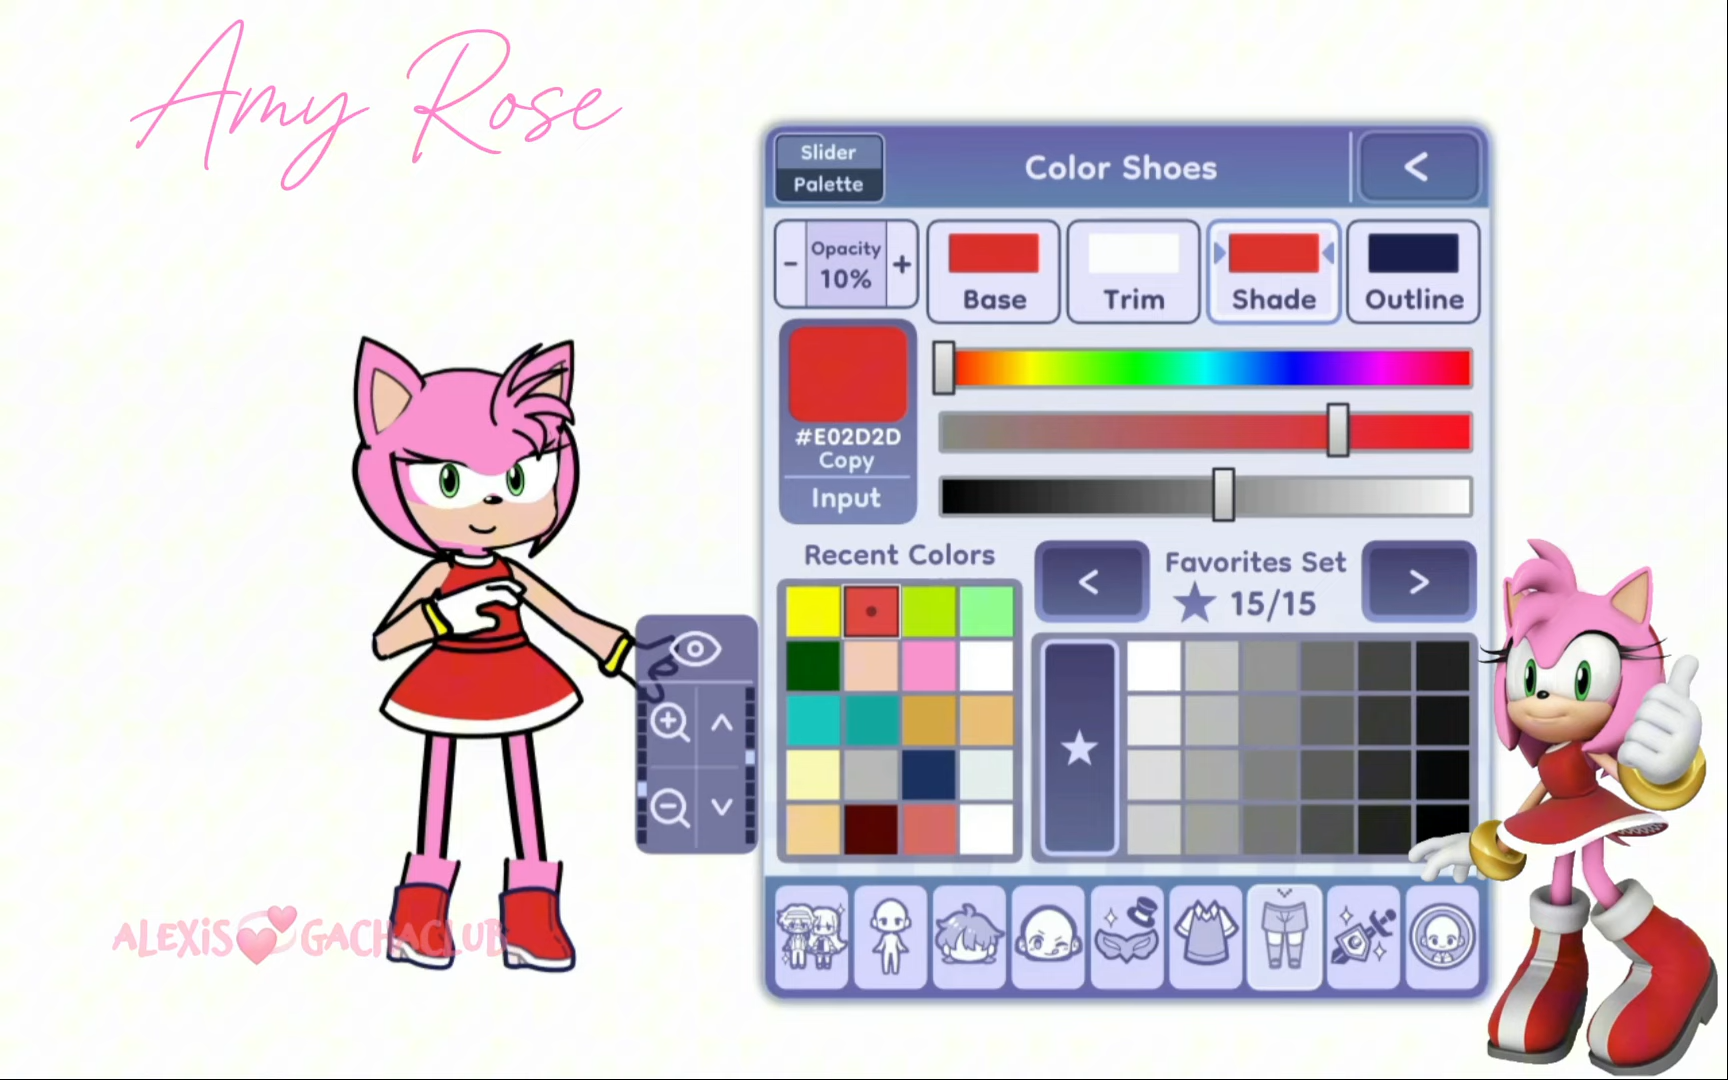 Amy Rose
Slider
Palette
Color Shoes
<
- Opacity +
10%
Base
Trim
Shade
Outline
#E02D2D
Copy
Input
Recent Colors
<
Favorites Set
15/15
>
ALEXiS GACHACLUB